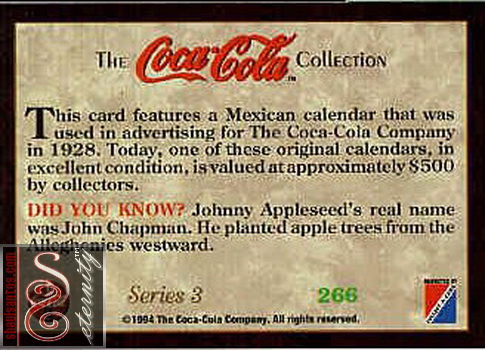 The Coca-Cola Collection
This card features a Mexican calendar that was
used in advertising for The Coca-Cola Company
in 1928. Today, one of these original calendars, in
excellent condition, is valued at approximately $500
by collectors.
DID YOU KNOW? Johnny Appleseed's real name
was John Chapman. He planted apple trees from the
Alleghenies westward.
Series 3 266
©1994 The Coca-Cola Company. All rights reserved.
eternity